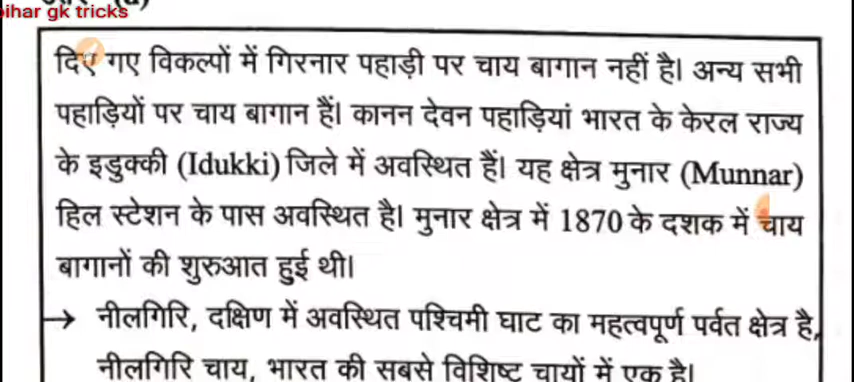 bihar gk tricks
दिए गए विकल्पों में गिरनार पहाड़ी पर चाय बागान नहीं है। अन्य सभी
पहाड़ियों पर चाय बागान हैं। कानन देवन पहाड़ियां भारत के केरल राज्य
के इडुक्की (Idukki) जिले में अवस्थित हैं। यह क्षेत्र मुनार (Munnar)
हिल स्टेशन के पास अवस्थित है। मुनार क्षेत्र में 1870 के दशक में चाय
बागानों की शुरुआत हुई थी।
→ नीलगिरि, दक्षिण में अवस्थित पश्चिमी घाट का महत्वपूर्ण पर्वत क्षेत्र है,
नीलगिरि चाय, भारत की सबसे विशिष्ट चायों में एक है।